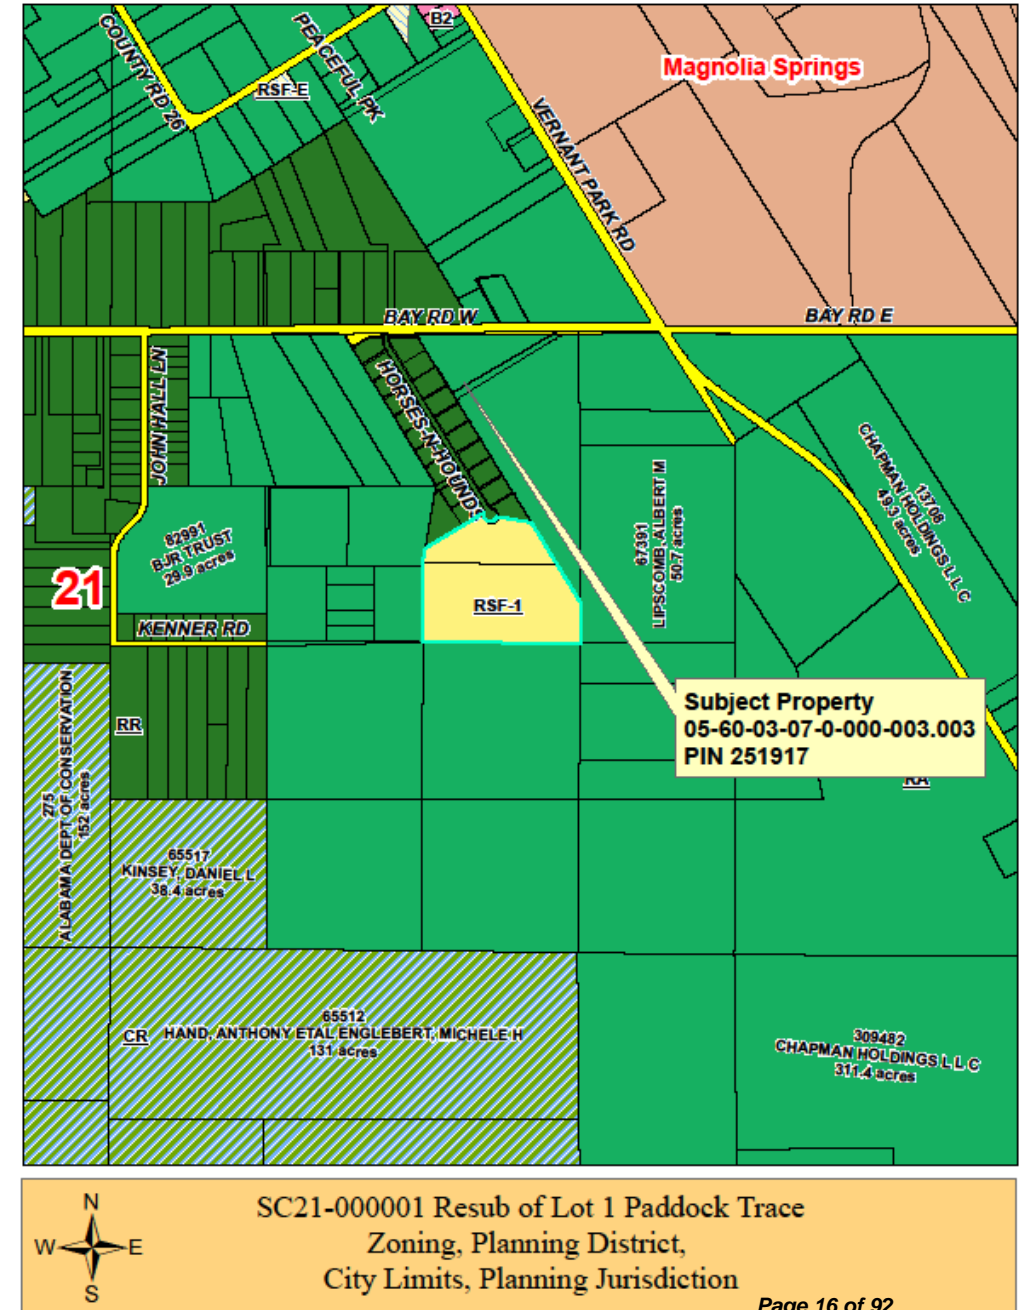 B2
COUNTY RD 26
PEACEFUL PK
RSF-E
Magnolia Springs
VERNANT PARK RD
BAY RD W
BAY RD E
JOHN HALL LN
HORSES-N-HOUNDS
CHAPMAN HOLDINGS L L C
13708
49.3 acres
67391
LIPSCOMB, ALBERT M
50.7 acres
82991
BJR TRUST
29.9 acres
21
RSF-1
KENNER RD
Subject Property
05-60-03-07-0-000-003.003
PIN 251917
RA
RR
275
ALABAMA DEPT OF CONSERVATION
152 acres
65517
KINSEY, DANIEL L
38.4 acres
65512
CR
HAND, ANTHONY ETAL ENGLEBERT, MICHELE H
131 acres
309482
CHAPMAN HOLDINGS L L C
311.4 acres
N
W
E
S
SC21-000001 Resub of Lot 1 Paddock Trace
Zoning, Planning District,
City Limits, Planning Jurisdiction
Page 16 of 92